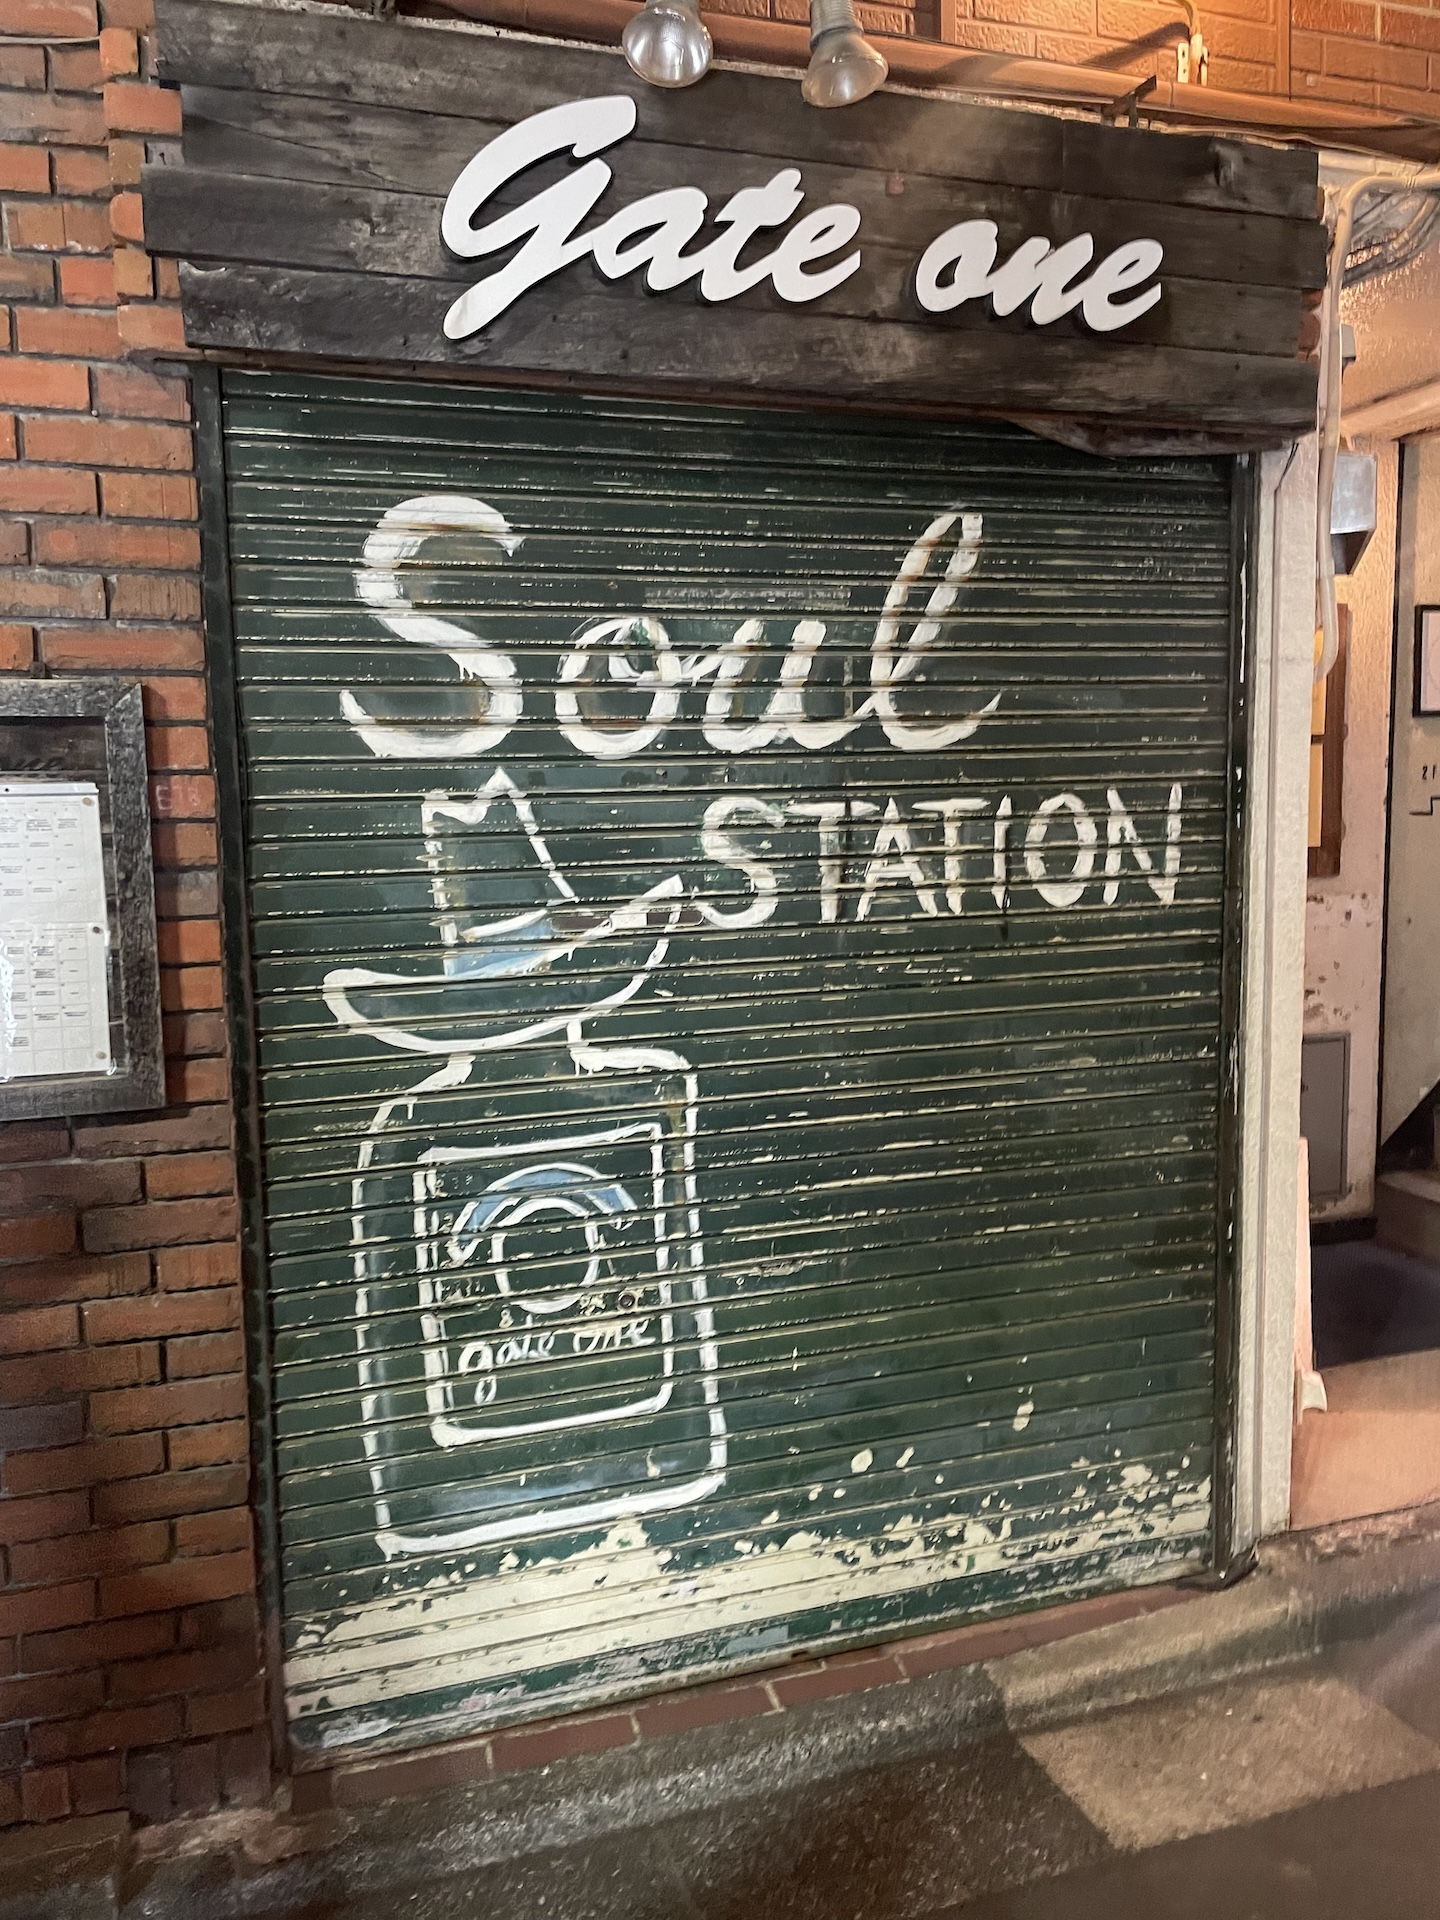 Gate one
Soul
STATION
gate one